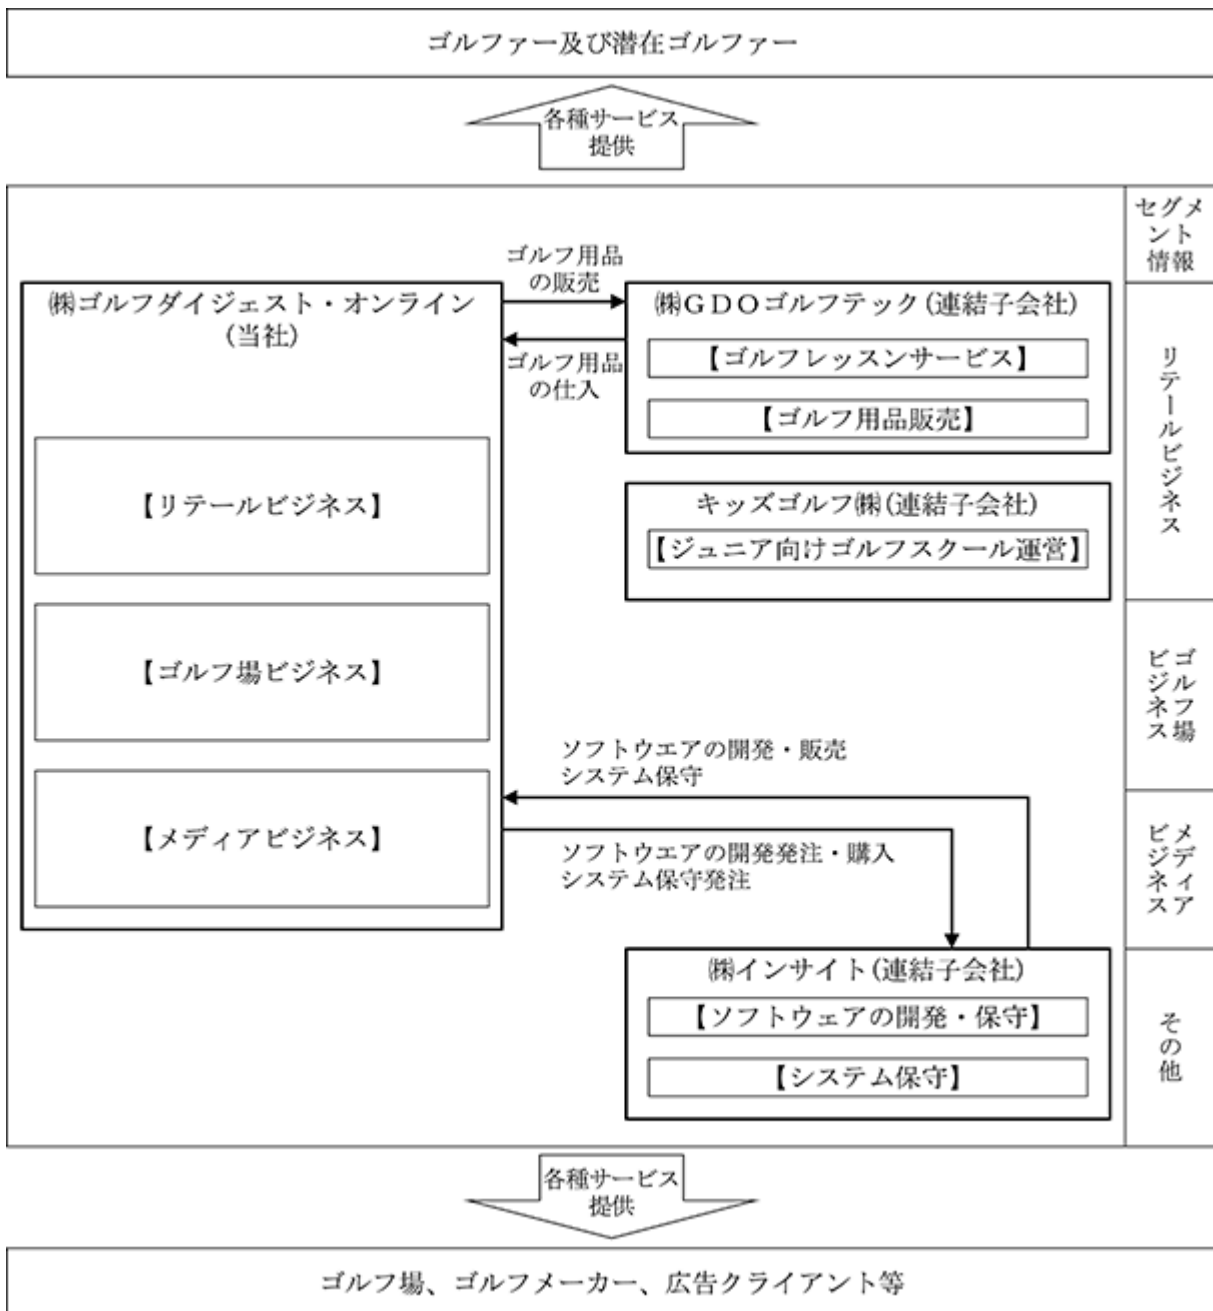 ゴルファー及び潜在ゴルファー
各種サービス
提供
セグメ
ント
情報
ゴルフ用品
の販売
㈱ゴルフダイジェスト・オンライン
(当社)
㈱ＧＤＯゴルフテック(連結子会社)
【ゴルフレッスンサービス】
ゴルフ用品
の仕入
【ゴルフ用品販売】
リテールビジネス
【リテールビジネス】
キッズゴルフ㈱(連結子会社)
【ジュニア向けゴルフスクール運営】
【ゴルフ場ビジネス】
ゴルフ場
ビジネス
ソフトウエアの開発・販売
システム保守
【メディアビジネス】
ソフトウエアの開発発注・購入
システム保守発注
メディア
ビジネス
㈱インサイト(連結子会社)
【ソフトウェアの開発・保守】
【システム保守】
その他
各種サービス
提供
ゴルフ場、ゴルフメーカー、広告クライアント等